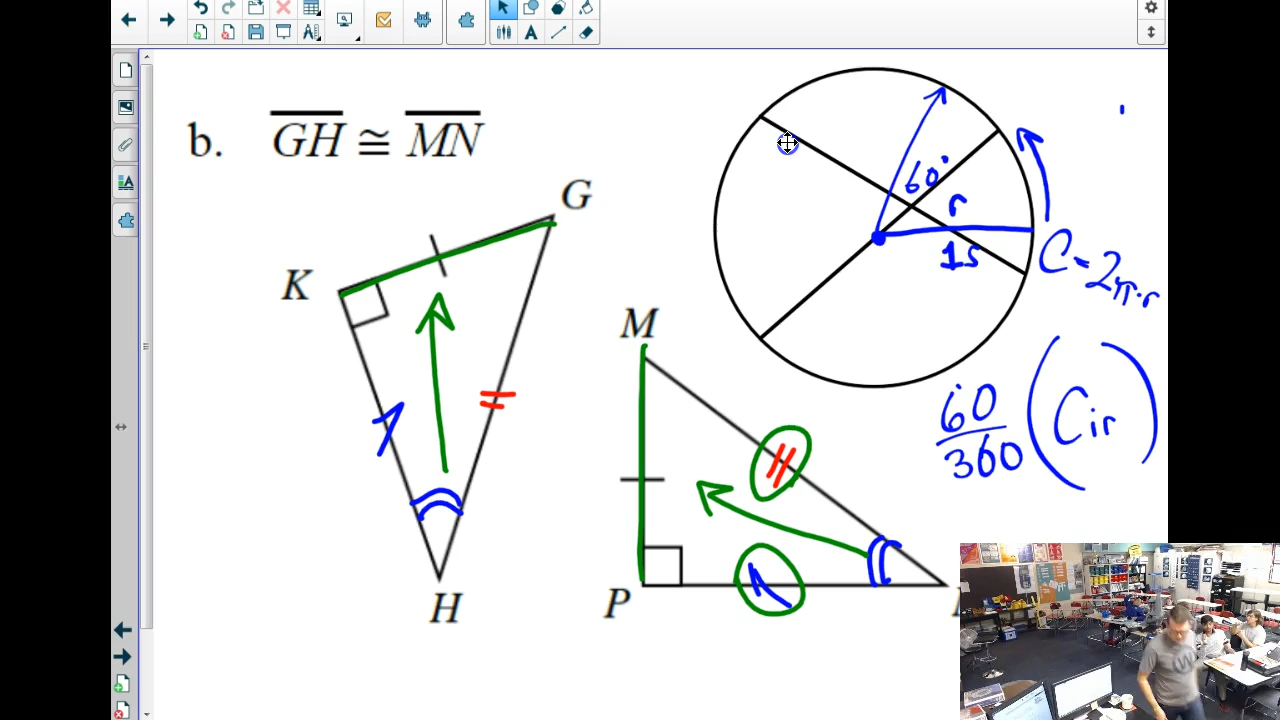 b. GH ≅ MN
G
K
H
M
P
60°
r
15
C = 2π·r
60/360 (Cir)